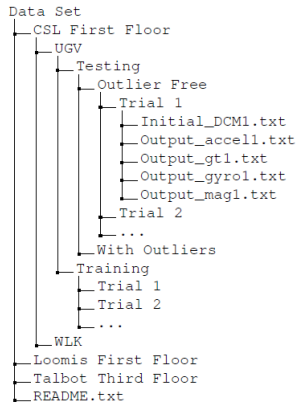 Data Set
CSL First Floor
UGV
Testing
Outlier Free
Trial 1
Initial_DCM1.txt
Output_accel1.txt
Output_gt1.txt
Output_gyro1.txt
Output_mag1.txt
Trial 2
...
With Outliers
Training
Trial 1
Trial 2
...
WLK
Loomis First Floor
Talbot Third Floor
README.txt